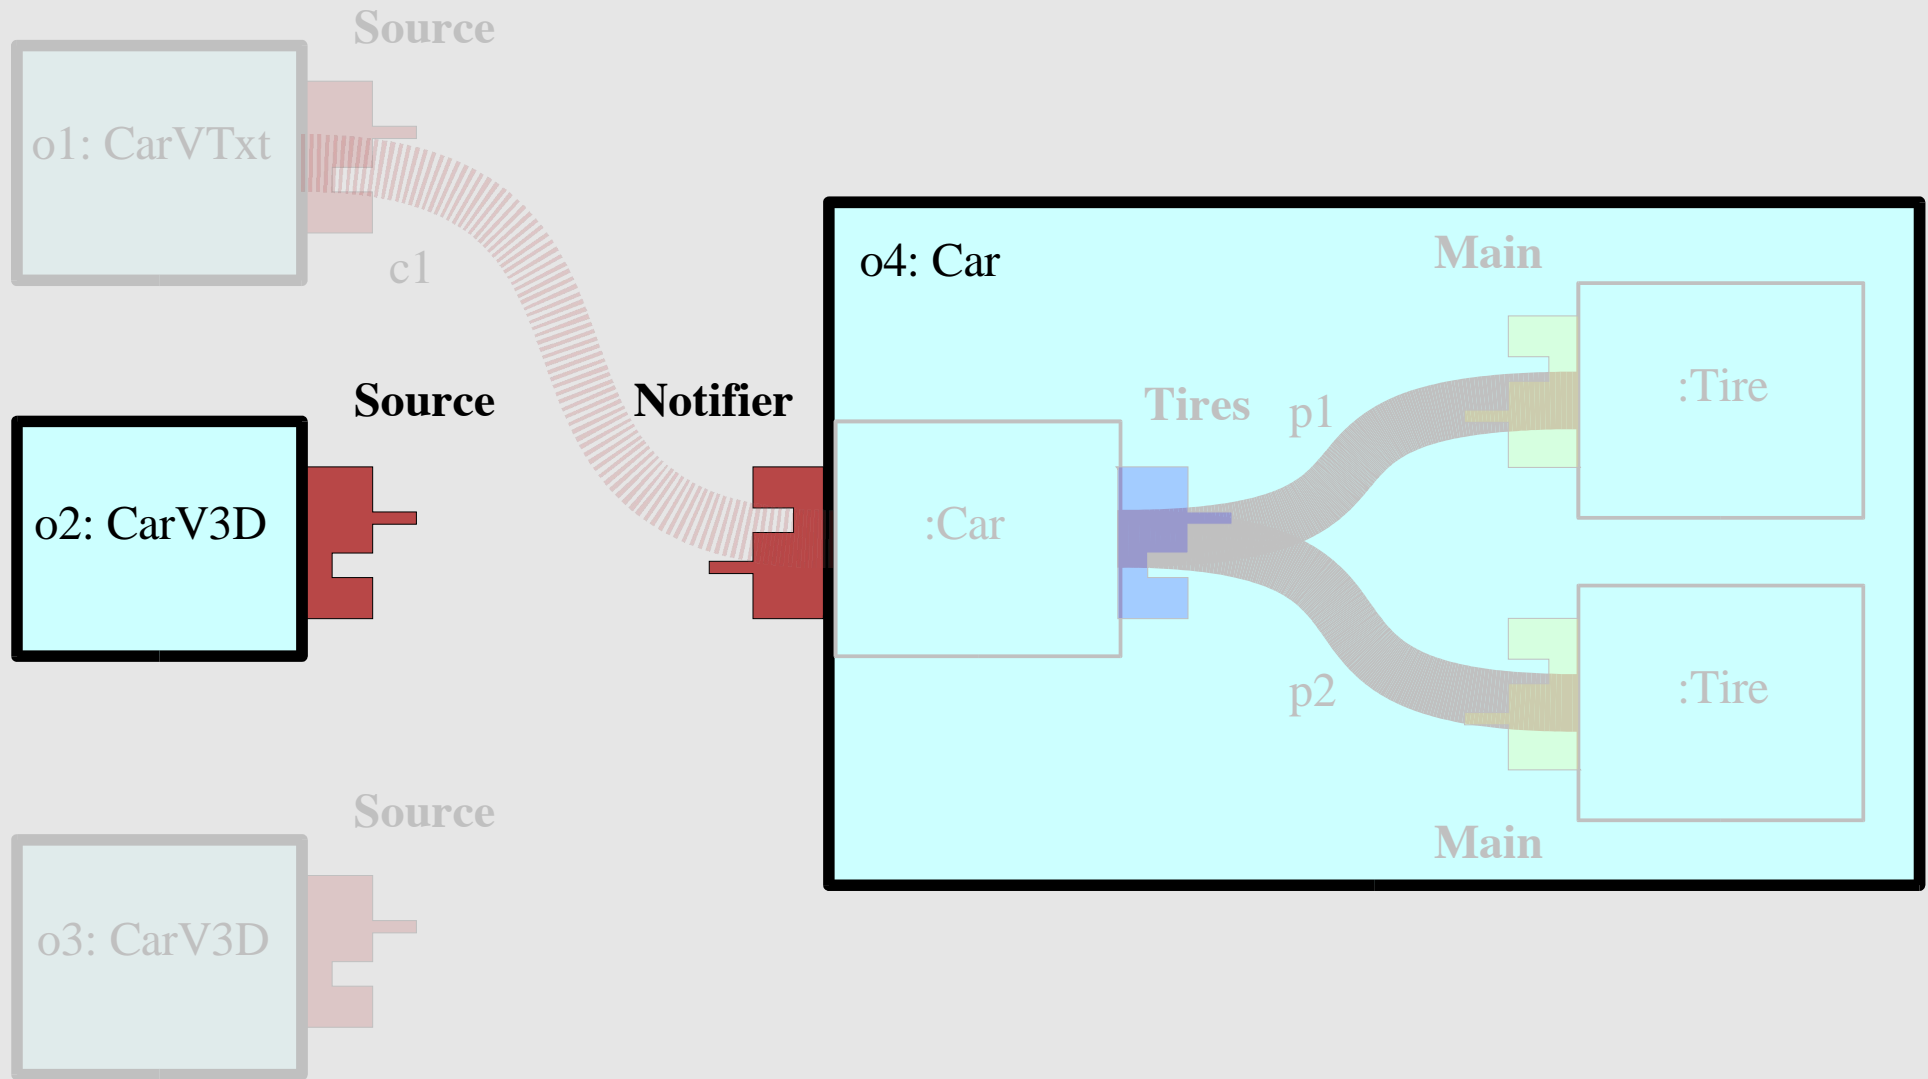 Source
o1: CarVTxt
c1
o4: Car
Main
:Tire
Source
Notifier
Tires
p1
o2: CarV3D
:Car
p2
:Tire
Source
Main
o3: CarV3D